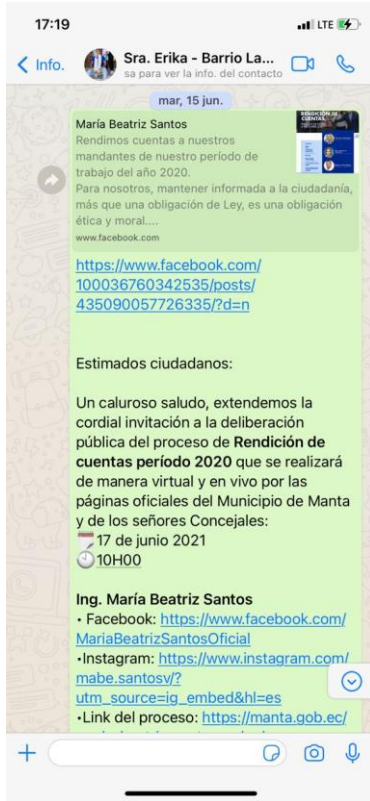 17:19
LTE
Info.
Sra. Erika - Barrio La...
sa para ver la info. del contacto
mar, 15 jun.
María Beatriz Santos
Rendimos cuentas a nuestros
mandantes de nuestro período de
trabajo del año 2020.
Para nosotros, mantener informada a la ciudadanía,
más que una obligación de Ley, es una obligación
ética y moral....
www.facebook.com
RENDICIÓN DE
CUENTAS
https://www.facebook.com/
100036760342535/posts/
435090057726335/?d=n
Estimados ciudadanos:
Un caluroso saludo, extendemos la
cordial invitación a la deliberación
pública del proceso de Rendición de
cuentas período 2020 que se realizará
de manera virtual y en vivo por las
páginas oficiales del Municipio de Manta
y de los señores Concejales:
17 de junio 2021
10H00
Ing. María Beatriz Santos
• Facebook: https://www.facebook.com/
MariaBeatrizSantosOficial
•Instagram: https://www.instagram.com/
mabe.santosv/?
utm_source=ig_embed&hl=es
•Link del proceso: https://manta.gob.ec/